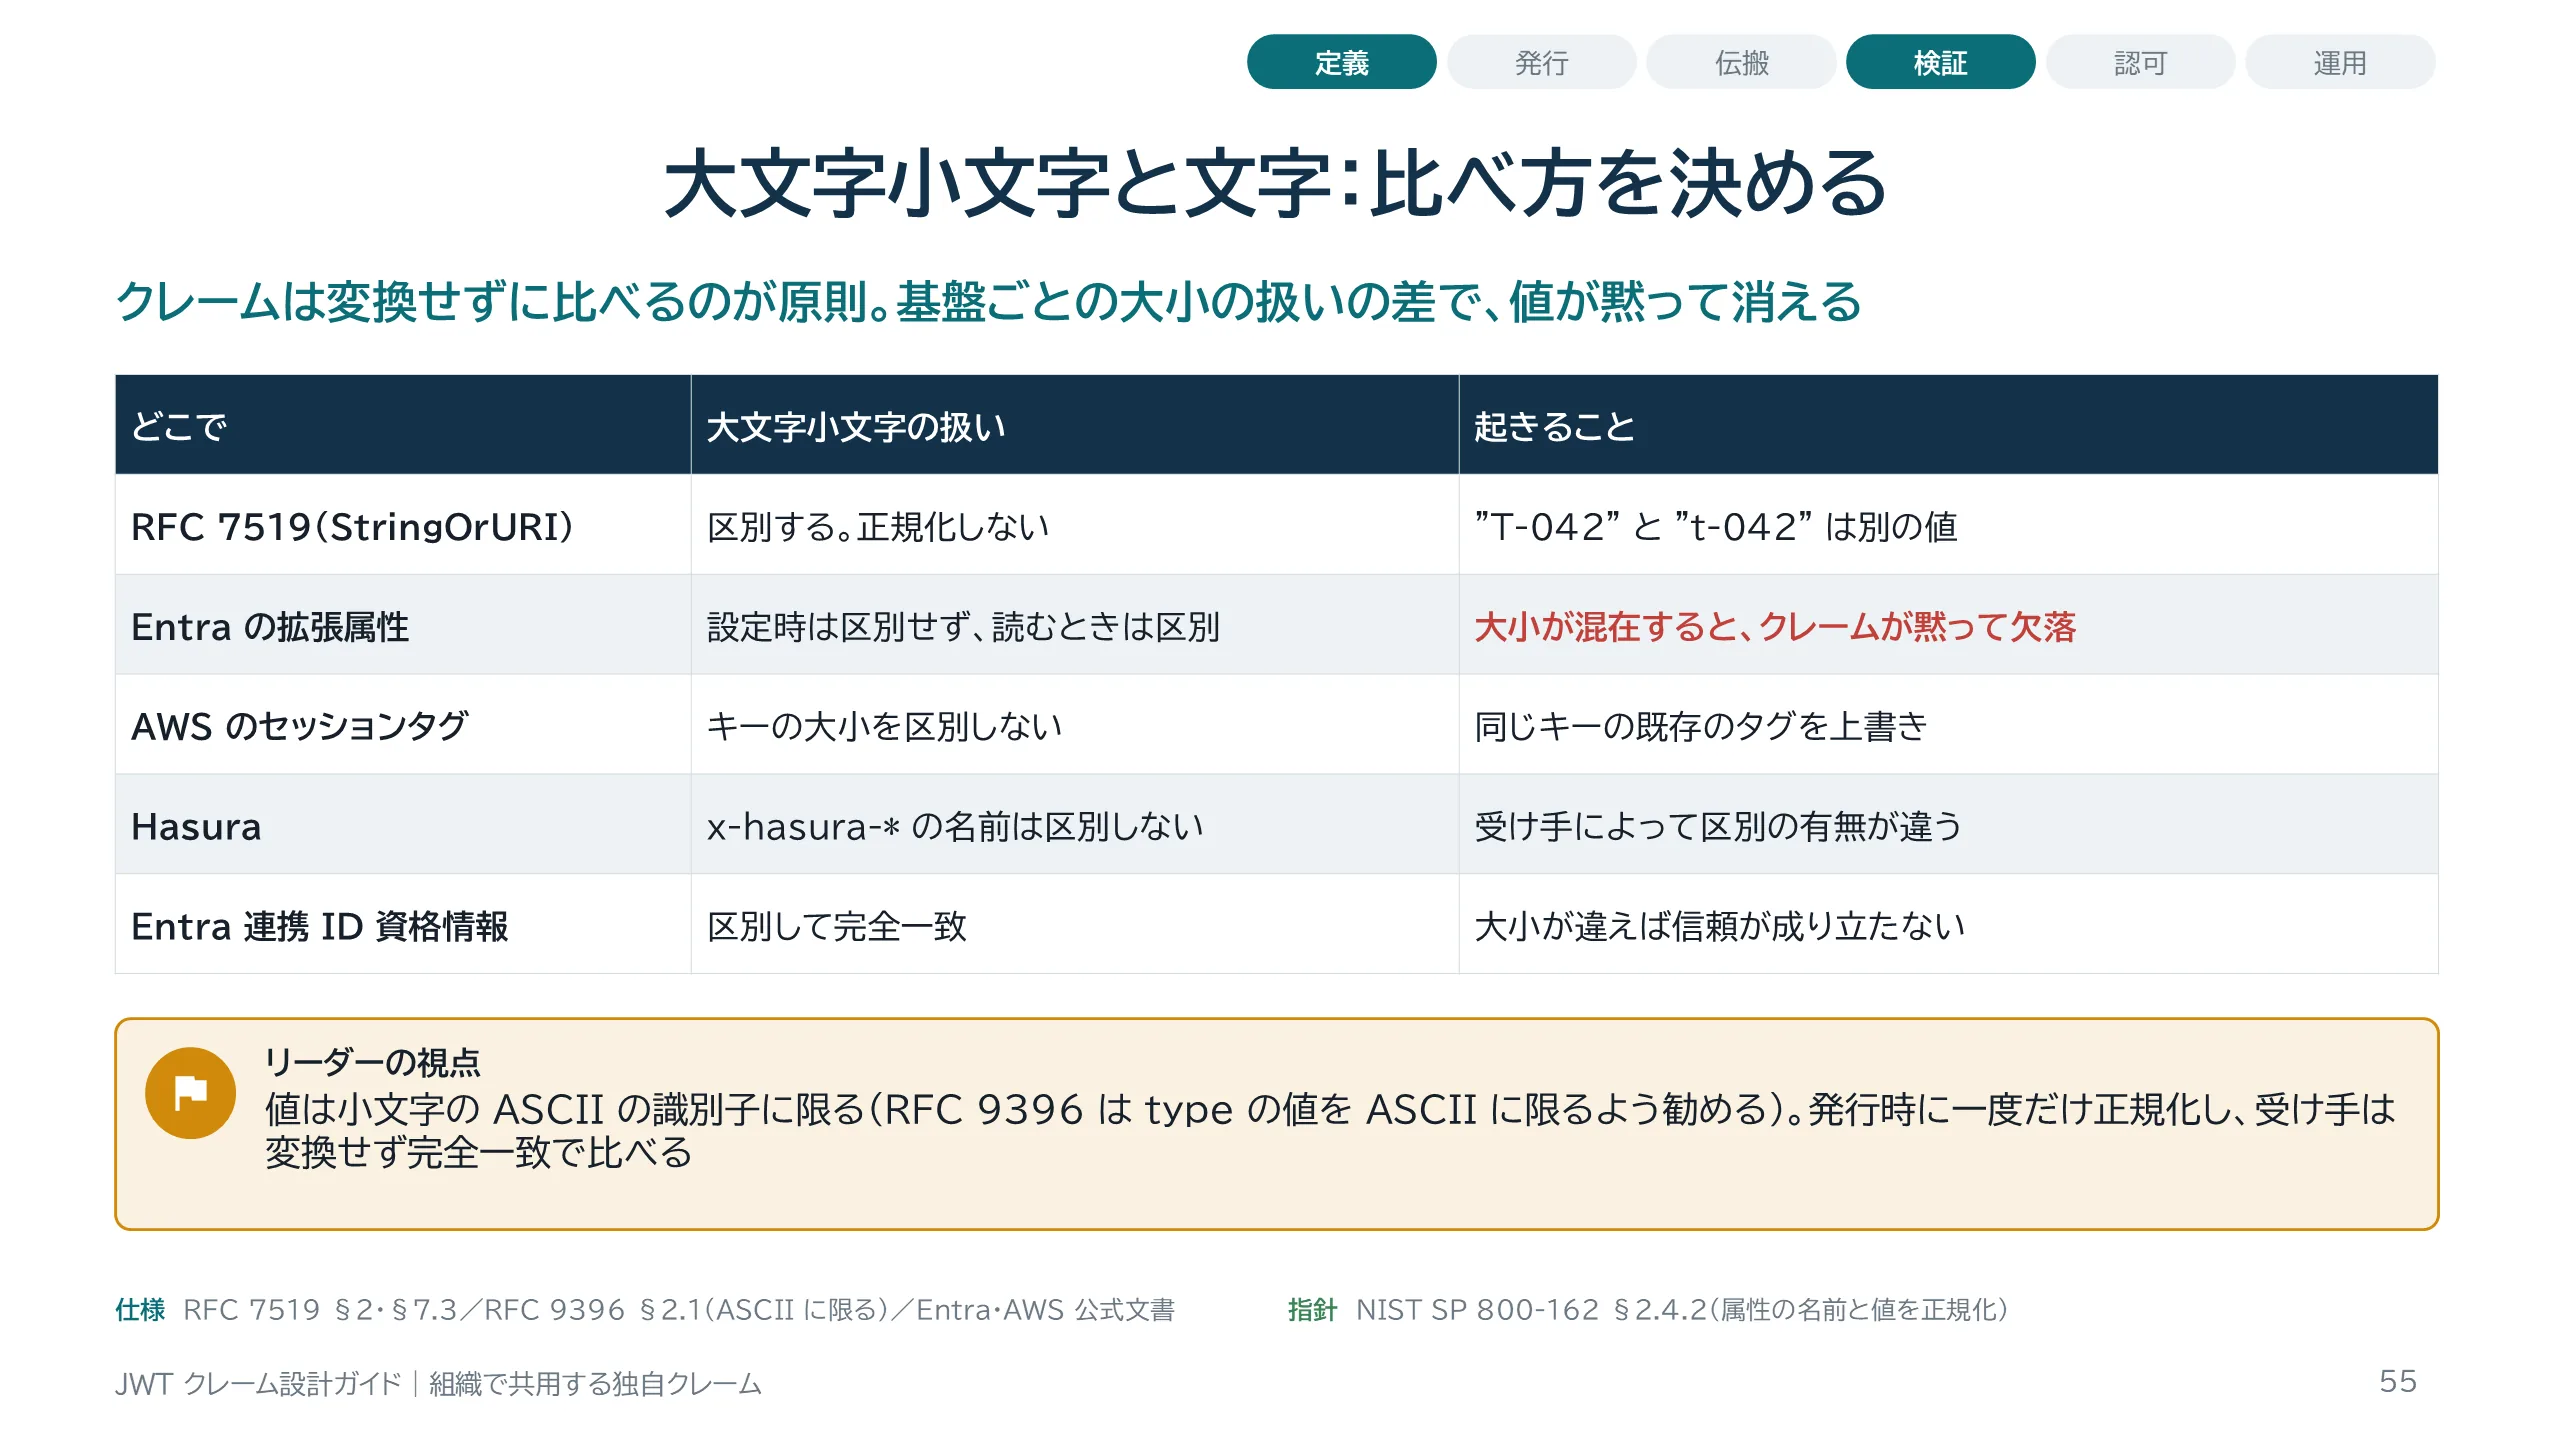 定義
発行
伝搬
検証
認可
運用
大文字小文字と文字：比べ方を決める
クレームは変換せずに比べるのが原則。基盤ごとの大小の扱いの差で、値が黙って消える
どこで
大文字小文字の扱い
起きること
RFC 7519（StringOrURI）
区別する。正規化しない
”T-042” と ”t-042” は別の値
Entra の拡張属性
設定時は区別せず、読むときは区別
大小が混在すると、クレームが黙って欠落
AWS のセッションタグ
キーの大小を区別しない
同じキーの既存のタグを上書き
Hasura
x-hasura-* の名前は区別しない
受け手によって区別の有無が違う
Entra 連携 ID 資格情報
区別して完全一致
大小が違えば信頼が成り立たない
リーダーの視点
値は小文字の ASCII の識別子に限る（RFC 9396 は type の値を ASCII に限るよう勧める）。発行時に一度だけ正規化し、受け手は
変換せず完全一致で比べる
仕様 RFC 7519 §2・§7.3／RFC 9396 §2.1（ASCII に限る）／Entra・AWS 公式文書
指針 NIST SP 800-162 §2.4.2（属性の名前と値を正規化）
JWT クレーム設計ガイド｜組織で共用する独自クレーム
55